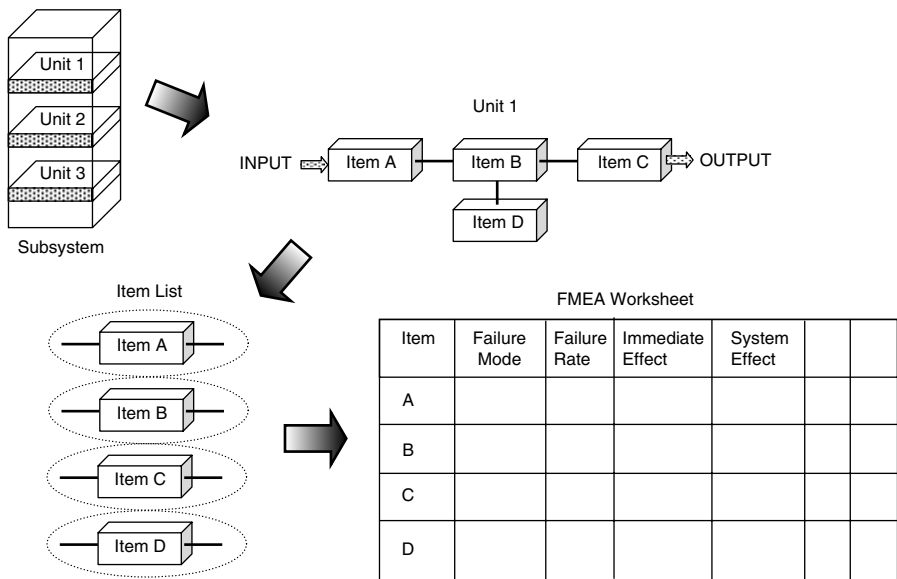 Unit 1
Unit 2
Unit 3
Subsystem
Unit 1
INPUT
Item A
Item B
Item C
OUTPUT
Item D
Item List
Item A
Item B
Item C
Item D
FMEA Worksheet
Item
Failure
Mode
Failure
Rate
Immediate
Effect
System
Effect
A
B
C
D